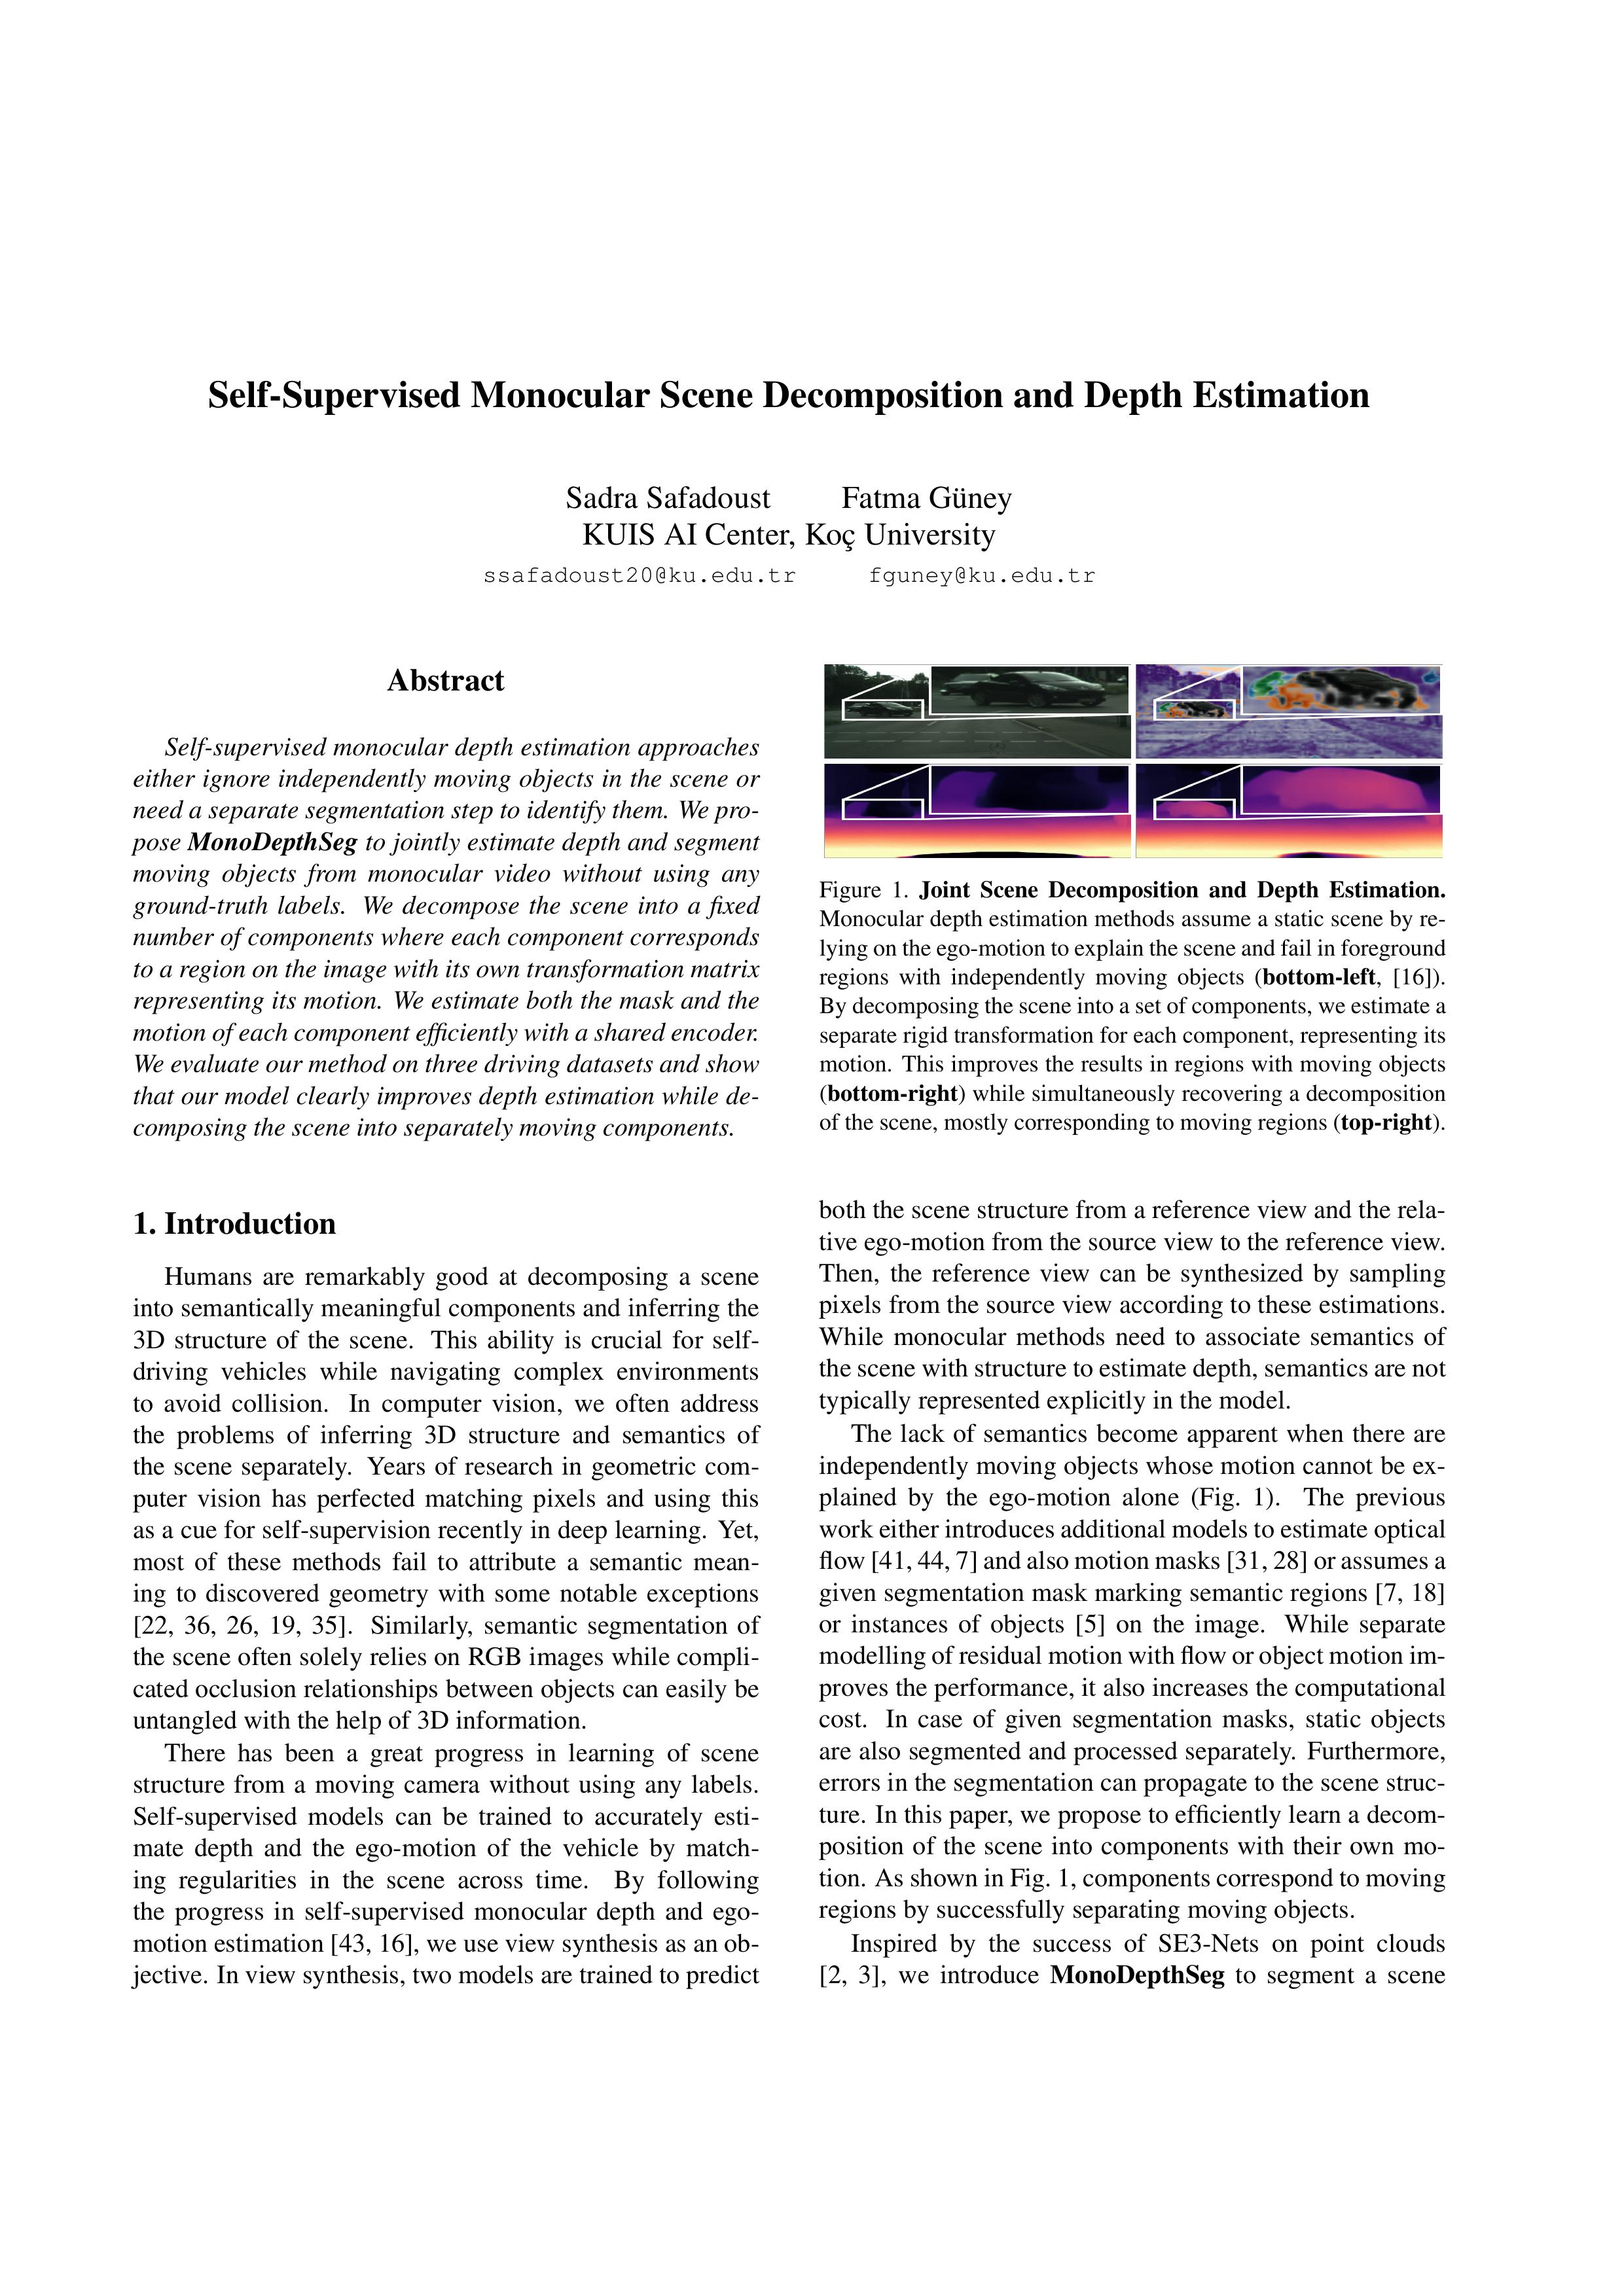 Self-Supervised Monocular Scene Decomposition and Depth Estimation
Sadra Safadoust Fatma Güney
KUIS AI Center, Koç University
ssafadoust20@ku.edu.tr fguney@ku.edu.tr
Abstract
Self-supervised monocular depth estimation approaches
either ignore independently moving objects in the scene or
need a separate segmentation step to identify them. We pro-
pose MonoDepthSeg to jointly estimate depth and segment
moving objects from monocular video without using any
ground-truth labels. We decompose the scene into a fixed
number of components where each component corresponds
to a region on the image with its own transformation matrix
representing its motion. We estimate both the mask and the
motion of each component efficiently with a shared encoder.
We evaluate our method on three driving datasets and show
that our model clearly improves depth estimation while de-
composing the scene into separately moving components.
1. Introduction
Humans are remarkably good at decomposing a scene
into semantically meaningful components and inferring the
3D structure of the scene. This ability is crucial for self-
driving vehicles while navigating complex environments
to avoid collision. In computer vision, we often address
the problems of inferring 3D structure and semantics of
the scene separately. Years of research in geometric com-
puter vision has perfected matching pixels and using this
as a cue for self-supervision recently in deep learning. Yet,
most of these methods fail to attribute a semantic mean-
ing to discovered geometry with some notable exceptions
[22, 36, 26, 19, 35]. Similarly, semantic segmentation of
the scene often solely relies on RGB images while compli-
cated occlusion relationships between objects can easily be
untangled with the help of 3D information.
There has been a great progress in learning of scene
structure from a moving camera without using any labels.
Self-supervised models can be trained to accurately esti-
mate depth and the ego-motion of the vehicle by match-
ing regularities in the scene across time. By following
the progress in self-supervised monocular depth and ego-
motion estimation [43, 16], we use view synthesis as an ob-
jective. In view synthesis, two models are trained to predict
Figure 1. Joint Scene Decomposition and Depth Estimation.
Monocular depth estimation methods assume a static scene by re-
lying on the ego-motion to explain the scene and fail in foreground
regions with independently moving objects (bottom-left, [16]).
By decomposing the scene into a set of components, we estimate a
separate rigid transformation for each component, representing its
motion. This improves the results in regions with moving objects
(bottom-right) while simultaneously recovering a decomposition
of the scene, mostly corresponding to moving regions (top-right).
both the scene structure from a reference view and the rela-
tive ego-motion from the source view to the reference view.
Then, the reference view can be synthesized by sampling
pixels from the source view according to these estimations.
While monocular methods need to associate semantics of
the scene with structure to estimate depth, semantics are not
typically represented explicitly in the model.
The lack of semantics become apparent when there are
independently moving objects whose motion cannot be ex-
plained by the ego-motion alone (Fig. 1). The previous
work either introduces additional models to estimate optical
flow [41, 44, 7] and also motion masks [31, 28] or assumes a
given segmentation mask marking semantic regions [7, 18]
or instances of objects [5] on the image. While separate
modelling of residual motion with flow or object motion im-
proves the performance, it also increases the computational
cost. In case of given segmentation masks, static objects
are also segmented and processed separately. Furthermore,
errors in the segmentation can propagate to the scene struc-
ture. In this paper, we propose to efficiently learn a decom-
position of the scene into components with their own mo-
tion. As shown in Fig. 1, components correspond to moving
regions by successfully separating moving objects.
Inspired by the success of SE3-Nets on point clouds
[2, 3], we introduce MonoDepthSeg to segment a scene